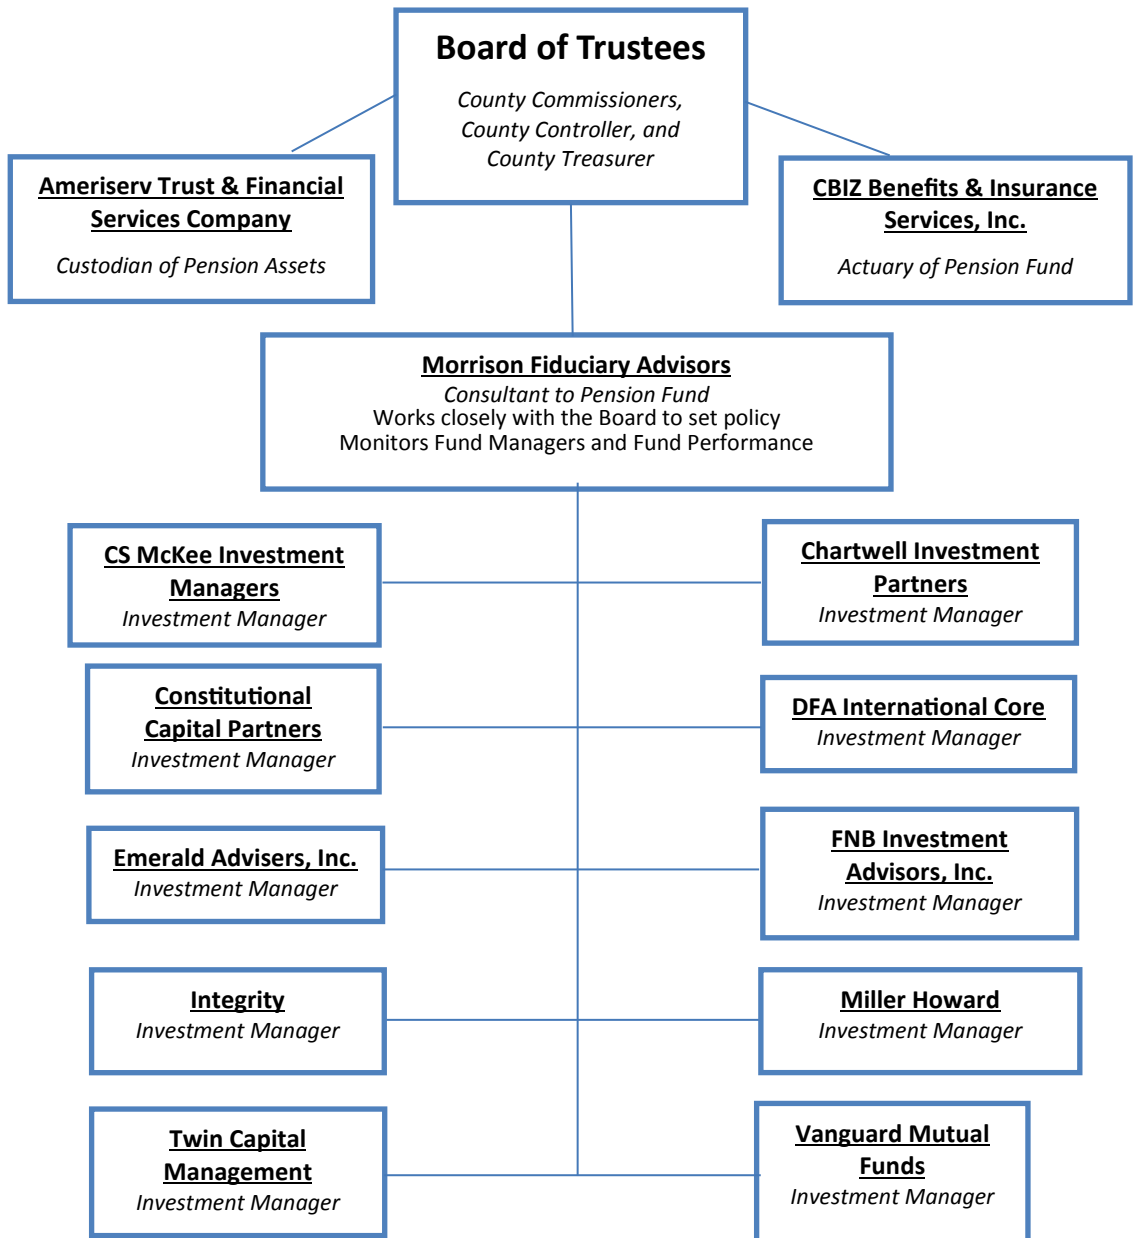 Board of Trustees
County Commissioners,
County Controller, and
County Treasurer
Ameriserv Trust & Financial
Services Company
Custodian of Pension Assets
CBIZ Benefits & Insurance
Services, Inc.
Actuary of Pension Fund
Morrison Fiduciary Advisors
Consultant to Pension Fund
Works closely with the Board to set policy
Monitors Fund Managers and Fund Performance
CS McKee Investment
Managers
Investment Manager
Chartwell Investment
Partners
Investment Manager
Constitutional
Capital Partners
Investment Manager
DFA International Core
Investment Manager
Emerald Advisers, Inc.
Investment Manager
FNB Investment
Advisors, Inc.
Investment Manager
Integrity
Investment Manager
Miller Howard
Investment Manager
Twin Capital
Management
Investment Manager
Vanguard Mutual
Funds
Investment Manager